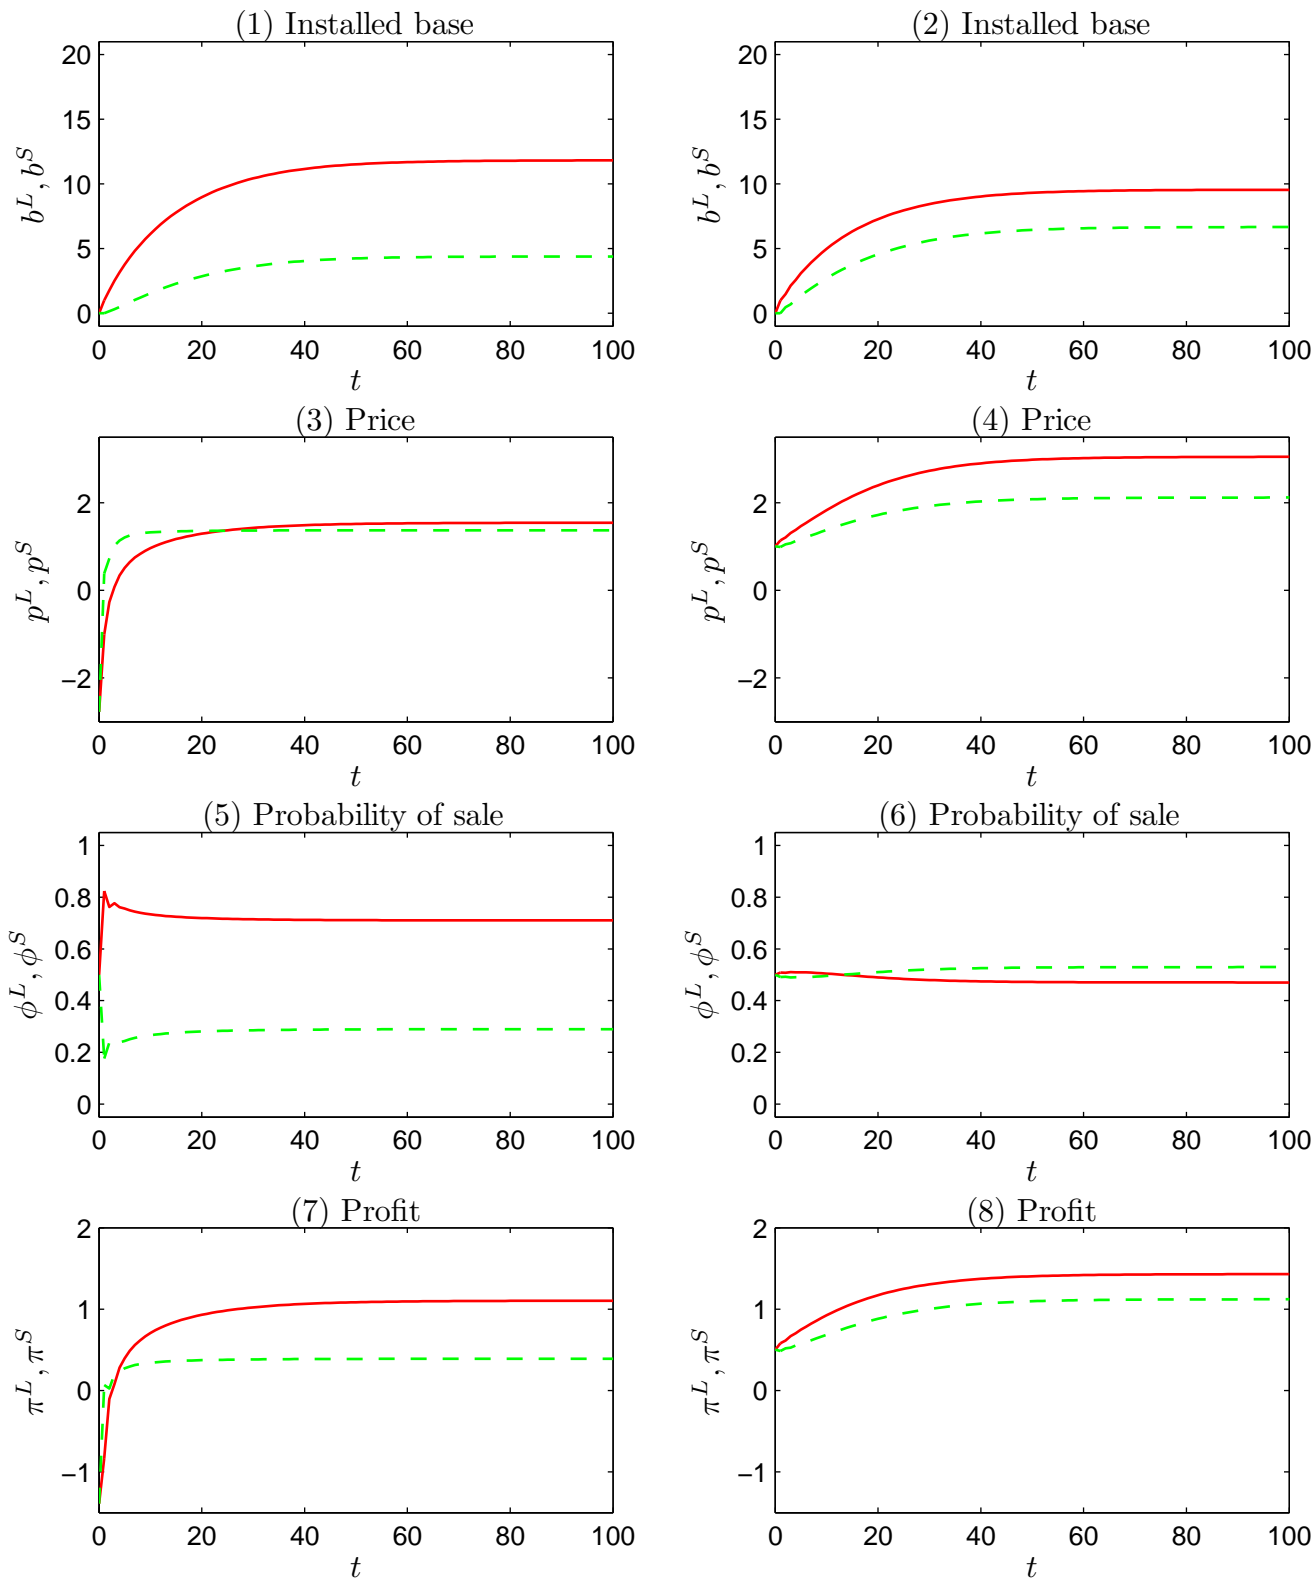 (1) Installed base
20
15
10
5
0
b^L, b^S
0 20 40 60 80 100
t
(2) Installed base
20
15
10
5
0
b^L, b^S
0 20 40 60 80 100
t
(3) Price
2
0
−2
p^L, p^S
0 20 40 60 80 100
t
(4) Price
2
0
−2
p^L, p^S
0 20 40 60 80 100
t
(5) Probability of sale
1
0.8
0.6
0.4
0.2
0
ϕ^L, ϕ^S
0 20 40 60 80 100
t
(6) Probability of sale
1
0.8
0.6
0.4
0.2
0
ϕ^L, ϕ^S
0 20 40 60 80 100
t
(7) Profit
2
1
0
−1
π^L, π^S
0 20 40 60 80 100
t
(8) Profit
2
1
0
−1
π^L, π^S
0 20 40 60 80 100
t